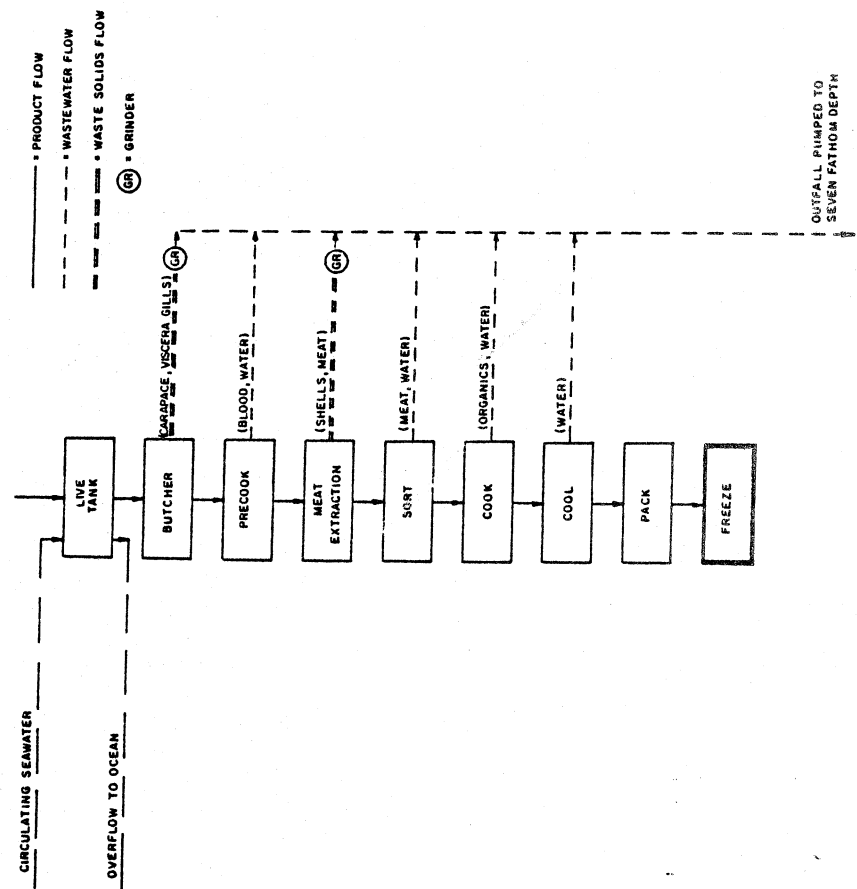 ——— = PRODUCT FLOW
– – – = WASTEWATER FLOW
– – – = WASTE SOLIDS FLOW
GR = GRINDER
CIRCULATING SEAWATER
OVERFLOW TO OCEAN
LIVE
TANK
BUTCHER
(CARAPACE, VISCERA GILLS)
GR
PRECOOK
(BLOOD, WATER)
MEAT
EXTRACTION
(SHELLS, MEAT)
GR
SORT
(MEAT, WATER)
COOK
(ORGANICS, WATER)
COOL
(WATER)
PACK
FREEZE
OUTFALL PUMPED TO
SEVEN FATHOM DEPTH